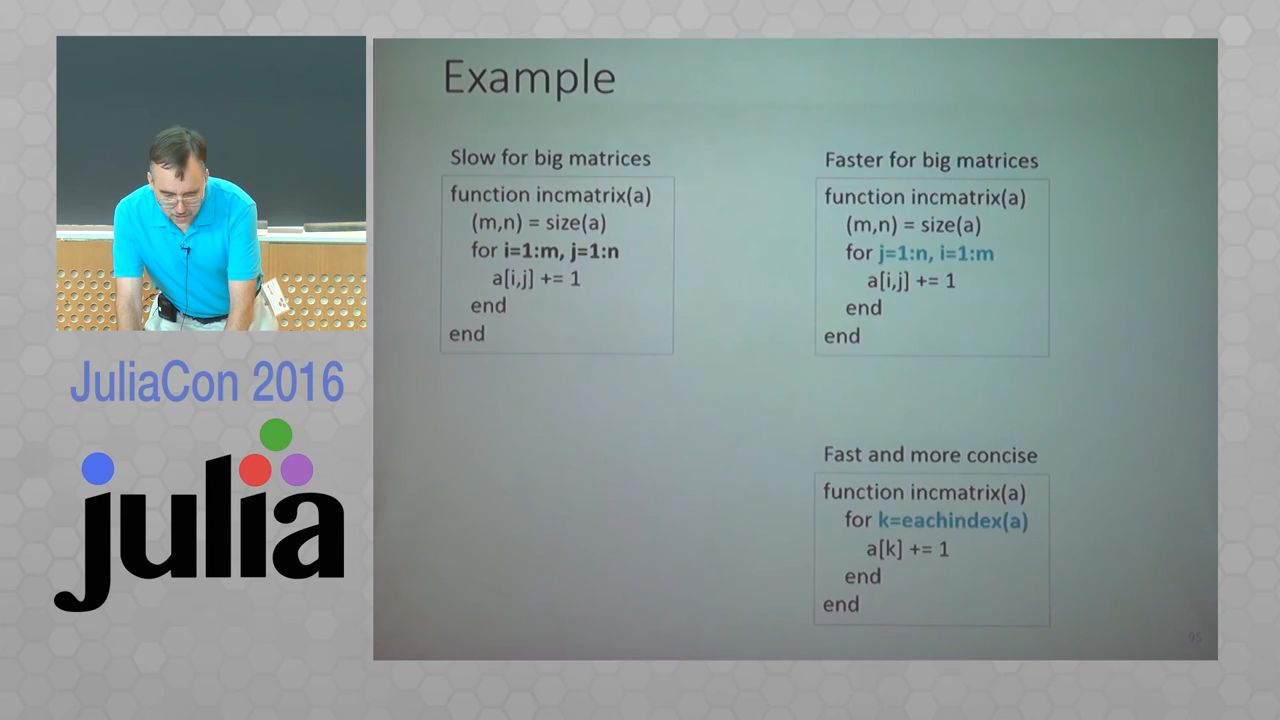 Example
Slow for big matrices
function incmatrix(a)
(m,n) = size(a)
for i=1:m, j=1:n
a[i,j] += 1
end
end
Faster for big matrices
function incmatrix(a)
(m,n) = size(a)
for j=1:n, i=1:m
a[i,j] += 1
end
end
Fast and more concise
function incmatrix(a)
for k=eachindex(a)
a[k] += 1
end
end
95
JuliaCon 2016
julia